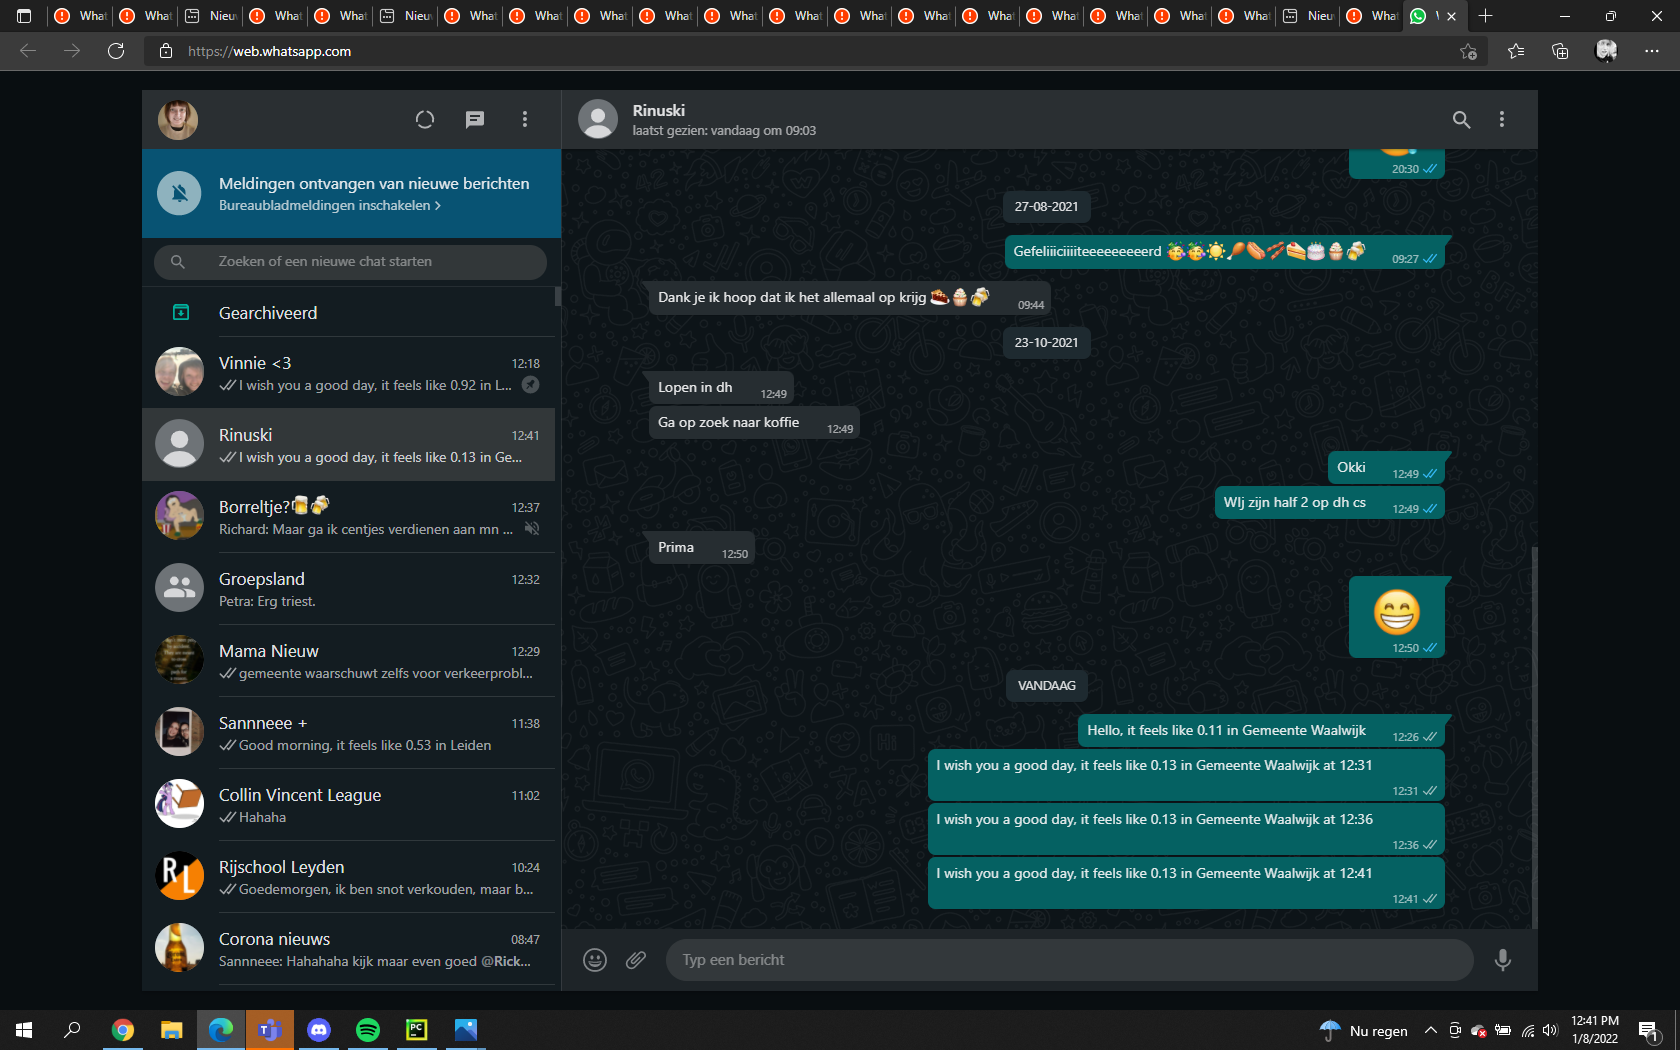 What
What
Nieuw
What
What
Nieuw
What
What
What
What
What
What
What
What
What
What
What
What
What
Nieu
What
https://web.whatsapp.com
Rinuski
laatst gezien: vandaag om 09:03
Meldingen ontvangen van nieuwe berichten
Bureaubladmeldingen inschakelen >
Zoeken of een nieuwe chat starten
Gearchiveerd
Vinnie <3
12:18
I wish you a good day, it feels like 0.92 in L...
Rinuski
12:41
I wish you a good day, it feels like 0.13 in Ge...
Borreltje?🍺🍻
12:37
Richard: Maar ga ik centjes verdienen aan mn ...
Groepsland
12:32
Petra: Erg triest.
Mama Nieuw
12:29
gemeente waarschuwt zelfs voor verkeerprobl...
Sannneee +
11:38
Good morning, it feels like 0.53 in Leiden
Collin Vincent League
11:02
Hahaha
RL
Rijschool Leyden
10:24
Goedemorgen, ik ben snot verkouden, maar b...
Corona nieuws
08:47
Sannneee: Hahahaha kijk maar even goed @Rick...
20:30
27-08-2021
Gefeliiiciiiiteeeeeeeeerd 🥳🥳☀️🍗🌭🥓🍰🎂🧁🍻
09:27
Dank je ik hoop dat ik het allemaal op krijg 🥧🧁🍻
09:44
23-10-2021
Lopen in dh
12:49
Ga op zoek naar koffie
12:49
Okki
12:49
WIj zijn half 2 op dh cs
12:49
Prima
12:50
😁
12:50
VANDAAG
Hello, it feels like 0.11 in Gemeente Waalwijk
12:26
I wish you a good day, it feels like 0.13 in Gemeente Waalwijk at 12:31
12:31
I wish you a good day, it feels like 0.13 in Gemeente Waalwijk at 12:36
12:36
I wish you a good day, it feels like 0.13 in Gemeente Waalwijk at 12:41
12:41
Typ een bericht
PC
Nu regen
12:41 PM
1/8/2022
1